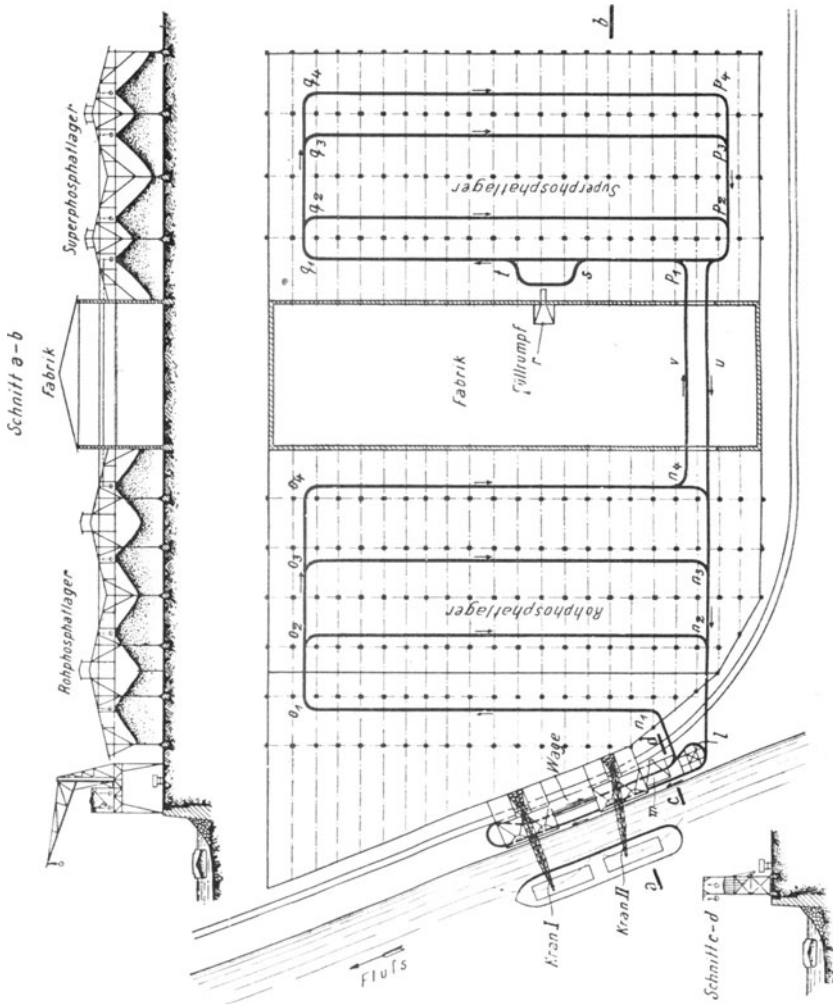 Schnitt a-b
Rohphosphatlager
Fabrik
Superphosphatlager
b
o₁
o₂
o₃
o₄
q₁
q₂
q₃
q₄
Rohphosphatlager
Fabrik
Füllrumpf
r
t
s
Superphosphatlager
v
u
n₁
n₂
n₃
n₄
p₁
p₂
p₃
p₄
Wage
d
m
c
l
a
Kran I
Kran II
Fluſs
Schnitt c-d